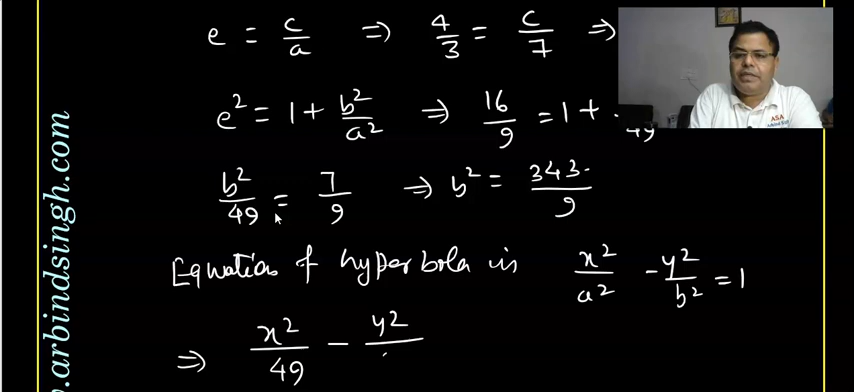 e = c/a ⇒ 4/3 = c/7 ⇒
e² = 1 + b²/a² ⇒ 16/9 = 1 +
b²/49 = 7/9 ⇒ b² = 343/9
Equation of hyperbola is x²/a² - y²/b² = 1
⇒ x²/49 - y²/
.arbindsingh.com
ASA